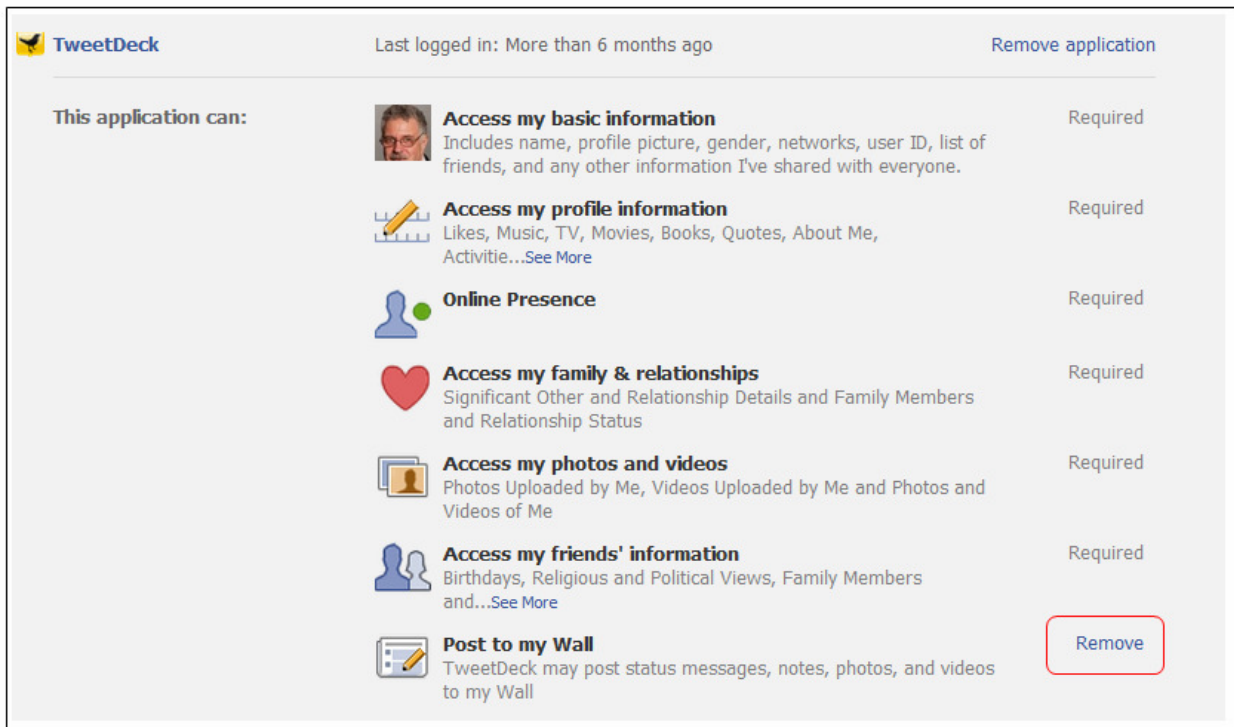 TweetDeck Last logged in: More than 6 months ago Remove application
This application can: Access my basic information Required
Includes name, profile picture, gender, networks, user ID, list of
friends, and any other information I've shared with everyone.
Access my profile information Required
Likes, Music, TV, Movies, Books, Quotes, About Me,
Activitie...See More
Online Presence Required
Access my family & relationships Required
Significant Other and Relationship Details and Family Members
and Relationship Status
Access my photos and videos Required
Photos Uploaded by Me, Videos Uploaded by Me and Photos and
Videos of Me
Access my friends' information Required
Birthdays, Religious and Political Views, Family Members
and...See More
Post to my Wall Remove
TweetDeck may post status messages, notes, photos, and videos
to my Wall